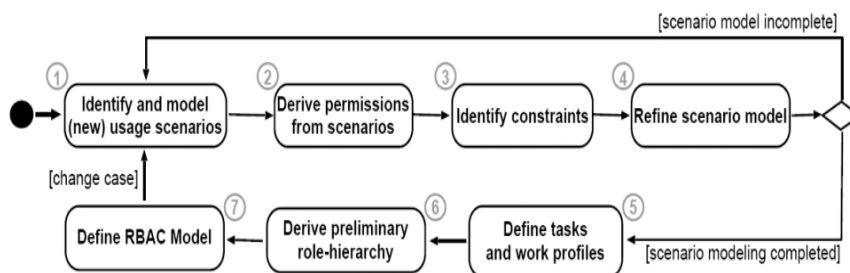 [scenario model incomplete]
1
Identify and model
(new) usage scenarios
2
Derive permissions
from scenarios
3
Identify constraints
4
Refine scenario model
[change case]
7
Define RBAC Model
6
Derive preliminary
role-hierarchy
5
Define tasks
and work profiles
[scenario modeling completed]